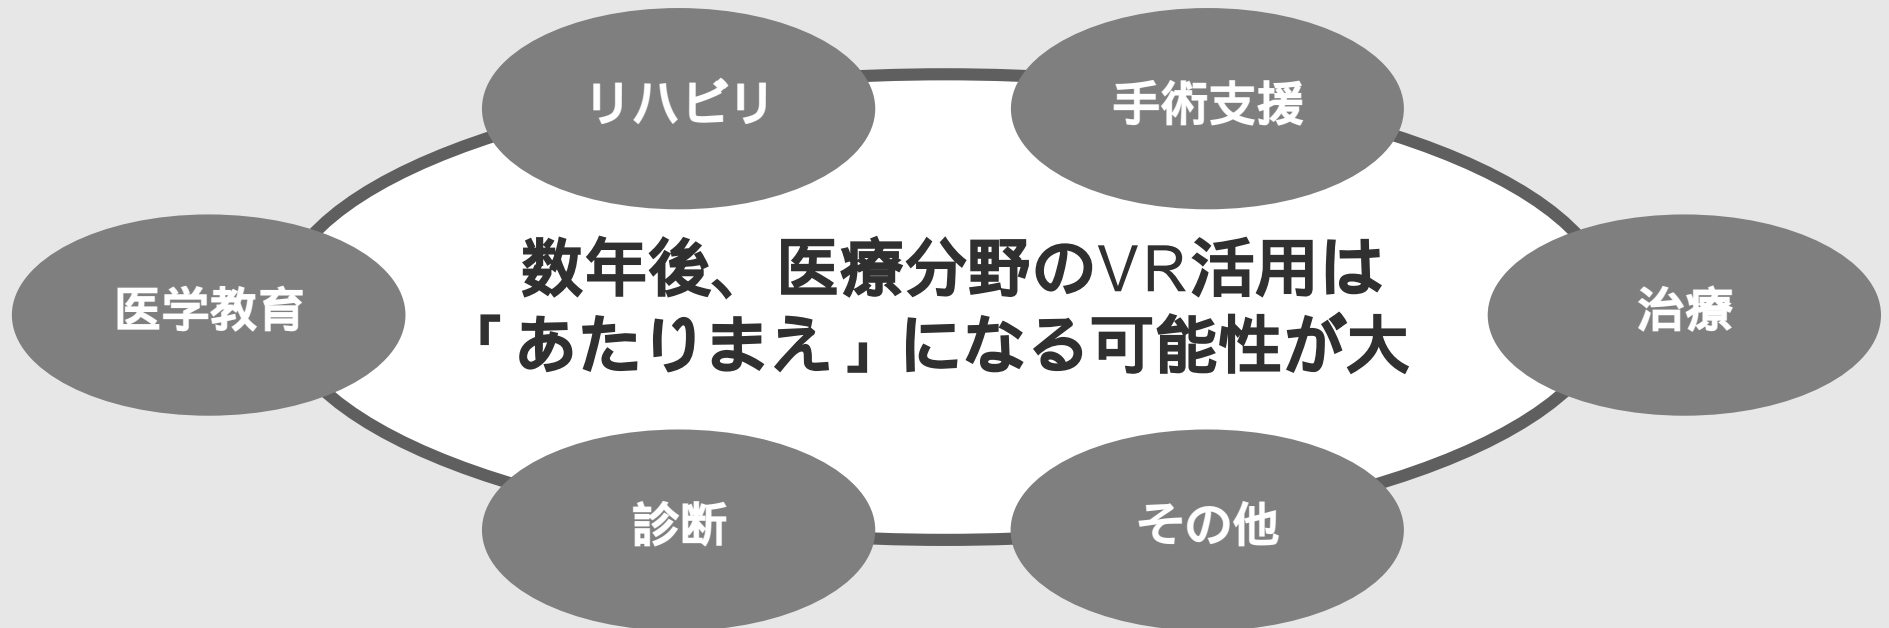 リハビリ
手術支援
数年後、医療分野のVR活用は
「あたりまえ」になる可能性が大
医学教育
治療
診断
その他